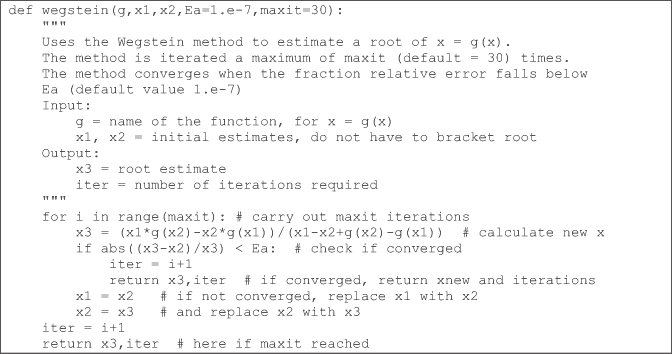 def wegstein(g,x1,x2,Ea=1.e-7,maxit=30):
    """
    Uses the Wegstein method to estimate a root of x = g(x).
    The method is iterated a maximum of maxit (default = 30) times.
    The method converges when the fraction relative error falls below
    Ea (default value 1.e-7)
    Input:
        g = name of the function, for x = g(x)
        x1, x2 = initial estimates, do not have to bracket root
    Output:
        x3 = root estimate
        iter = number of iterations required
    """
    for i in range(maxit): # carry out maxit iterations
        x3 = (x1*g(x2)-x2*g(x1))/(x1-x2+g(x2)-g(x1))  # calculate new x
        if abs((x3-x2)/x3) < Ea:  # check if converged
            iter = i+1
            return x3,iter  # if converged, return xnew and iterations
        x1 = x2   # if not converged, replace x1 with x2
        x2 = x3   # and replace x2 with x3
    iter = i+1
    return x3,iter  # here if maxit reached